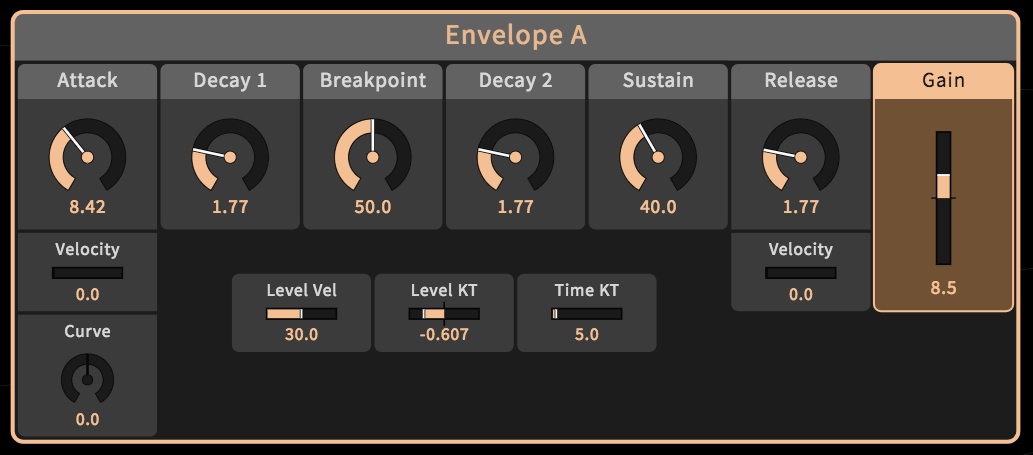 Envelope A
Attack Decay 1 Breakpoint Decay 2 Sustain Release Gain
8.42 1.77 50.0 1.77 40.0 1.77
Velocity Velocity
0.0 0.0
8.5
Level Vel Level KT Time KT
30.0 -0.607 5.0
Curve
0.0